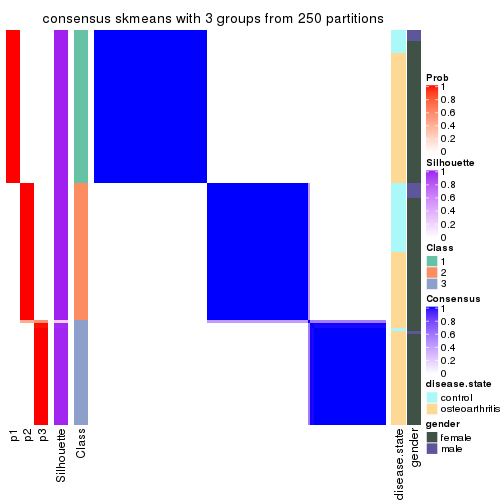 consensus skmeans with 3 groups from 250 partitions
Prob
1
0.8
0.6
0.4
0.2
0
Silhouette
1
0.8
0.6
0.4
0.2
0
Class
1
2
3
Consensus
1
0.8
0.6
0.4
0.2
0
disease.state
control
osteoarthritis
gender
female
male
p1
p2
p3
Silhouette
Class
disease.state
gender